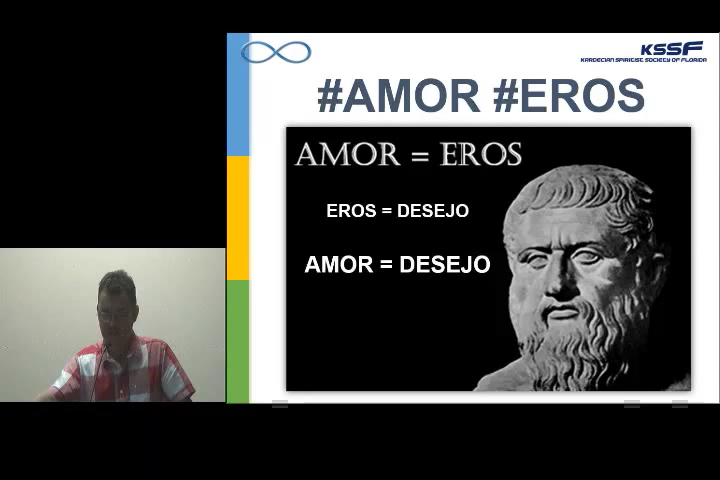 KSSF
KARDECIAN SPIRITIST SOCIETY OF FLORIDA
#AMOR #EROS
AMOR = EROS
EROS = DESEJO
AMOR = DESEJO